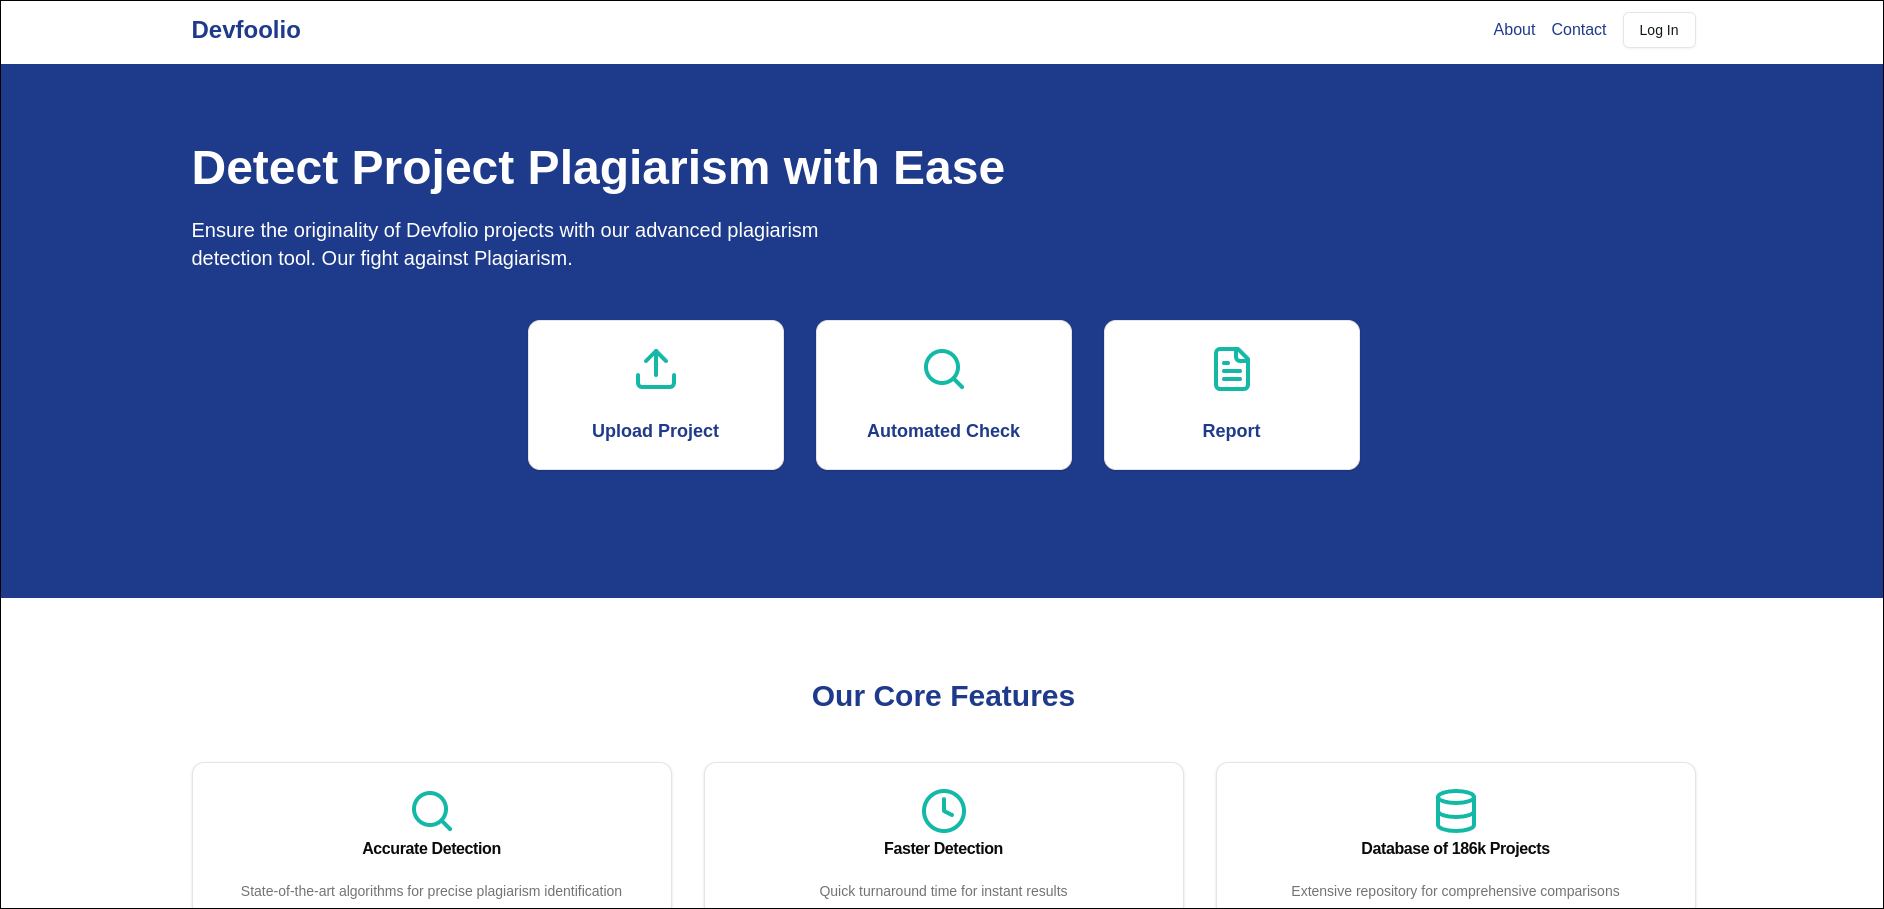 Devfoolio
About
Contact
Log In
Detect Project Plagiarism with Ease
Ensure the originality of Devfolio projects with our advanced plagiarism
detection tool. Our fight against Plagiarism.
Upload Project
Automated Check
Report
Our Core Features
Accurate Detection
State-of-the-art algorithms for precise plagiarism identification
Faster Detection
Quick turnaround time for instant results
Database of 186k Projects
Extensive repository for comprehensive comparisons